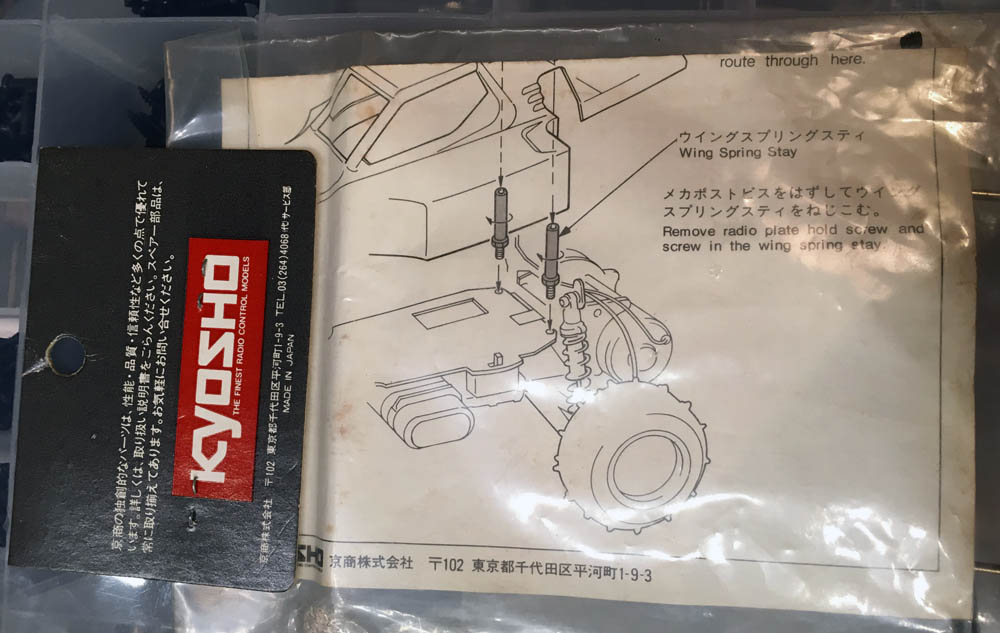 京商の独創的なパーツは、性能・品質・信頼性など多くの点で優れて
います。詳しくは、取り扱い説明書をごらんください。スペアー部品は、
常に取り揃えてあります。お気軽にお問い合せください。
KYOSHO
THE FINEST RADIO CONTROL MODELS
京商株式会社 〒102 東京都千代田区平河町1-9-3 TEL.03(264)4068㈹サービス部
MADE IN JAPAN
route through here.
ウイングスプリングスティ
Wing Spring Stay
メカポストビスをはずしてウイング
スプリングスティをねじこむ。
Remove radio plate hold screw and
screw in the wing spring stay.
京商株式会社 〒102 東京都千代田区平河町1-9-3